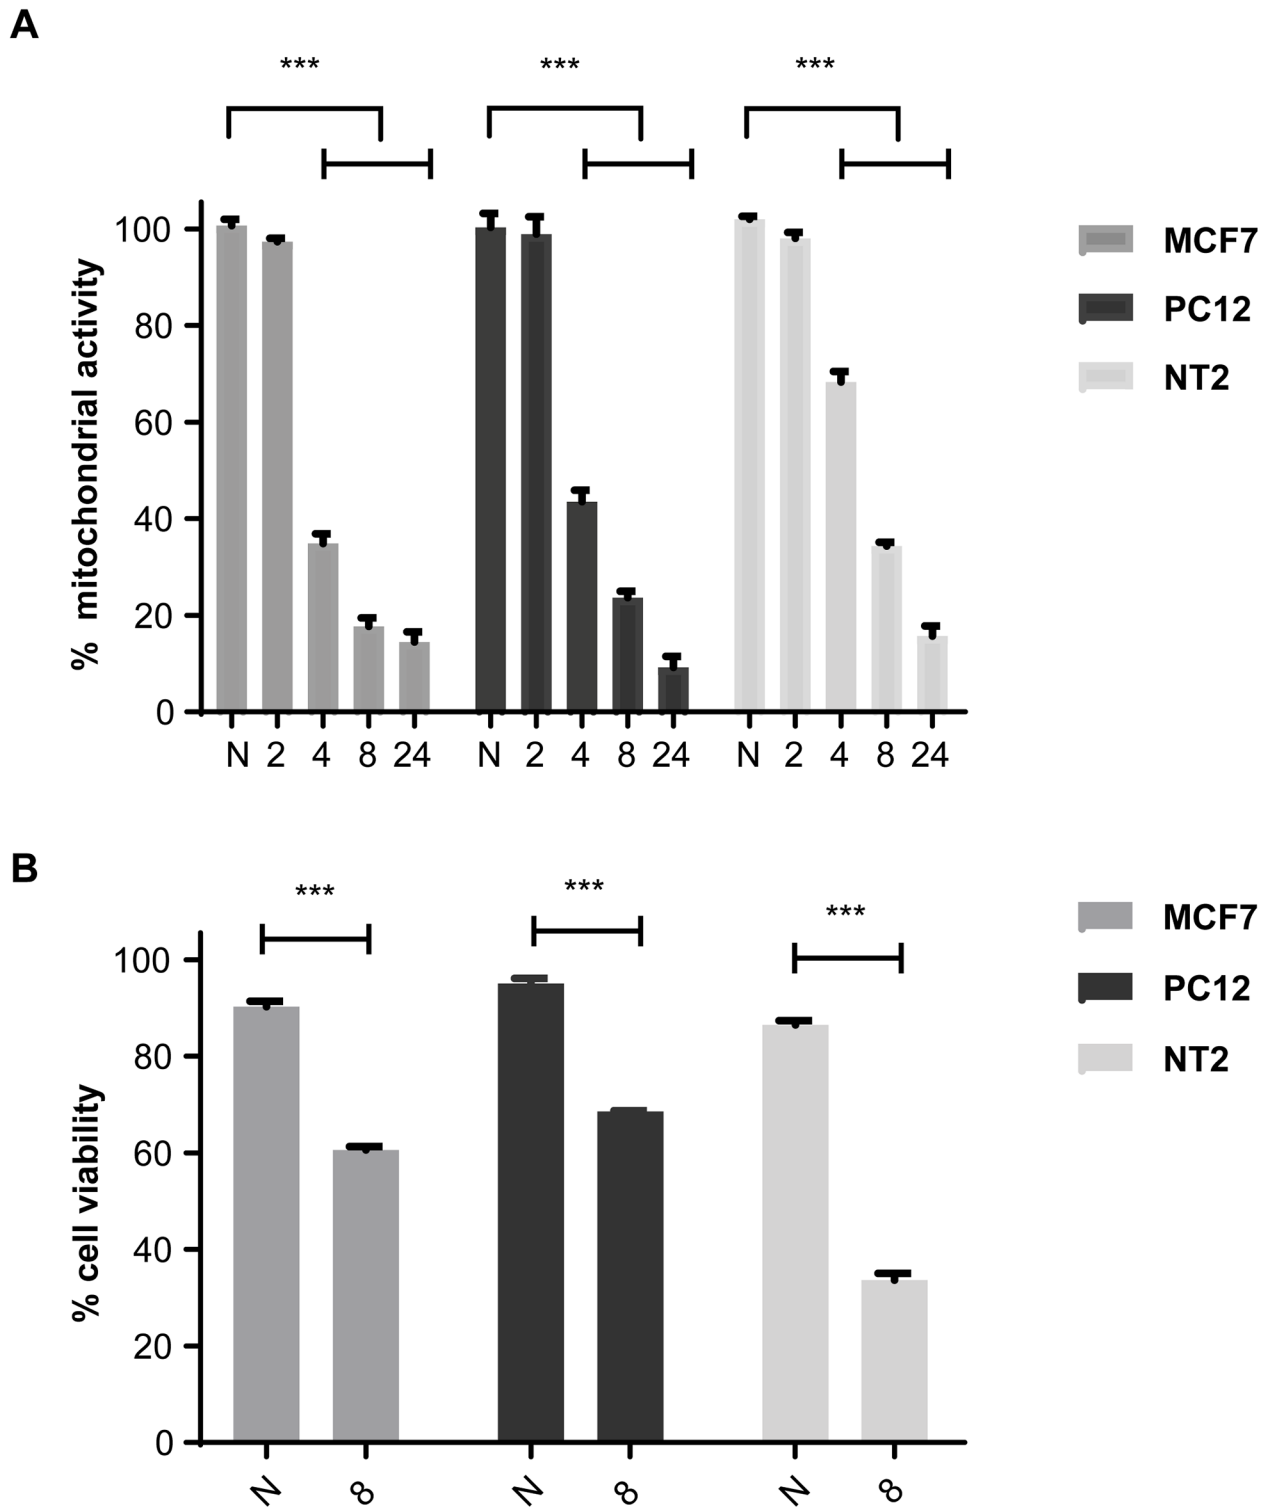 A
*** *** ***
100
80
60
40
20
0
% mitochondrial activity
N 2 4 8 24 N 2 4 8 24 N 2 4 8 24
MCF7
PC12
NT2
B
*** *** ***
100
80
60
40
20
0
% cell viability
N 8 N 8 N 8
MCF7
PC12
NT2